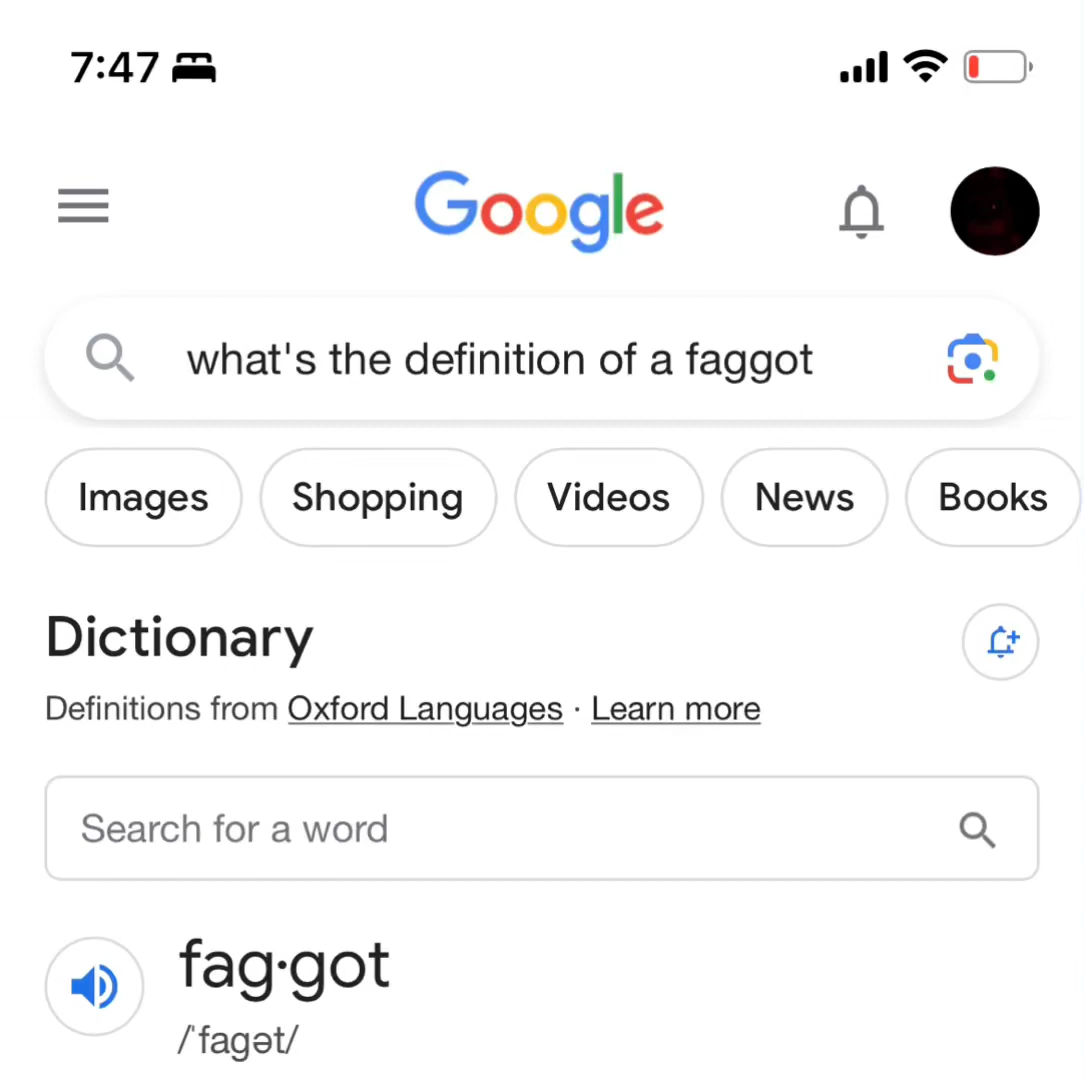 7:47
Google
what's the definition of a faggot
Images Shopping Videos News Books
Dictionary
Definitions from Oxford Languages · Learn more
Search for a word
fag·got
/ˈfaɡət/